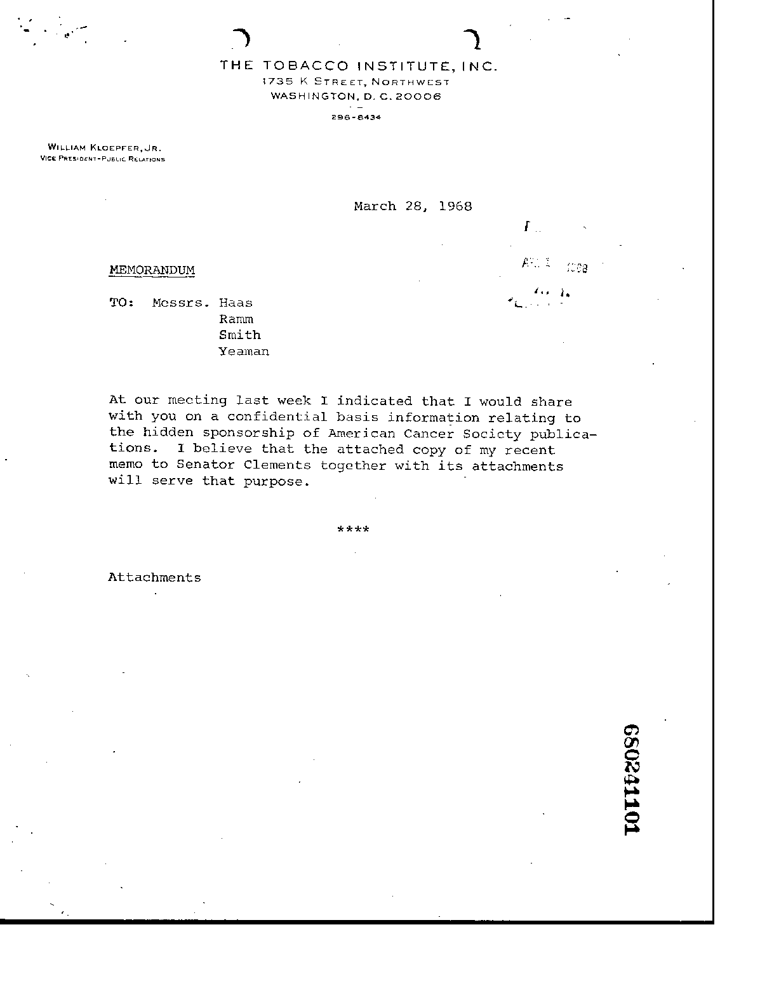 THE TOBACCO INSTITUTE, INC.
1735 K STREET, NORTHWEST
WASHINGTON, D. C. 20006
296-8434
WILLIAM KLOEPFER, JR.
VICE PRESIDENT-PUBLIC RELATIONS
March 28, 1968
MEMORANDUM
TO: Messrs. Haas
Ramm
Smith
Yeaman
At our meeting last week I indicated that I would share
with you on a confidential basis information relating to
the hidden sponsorship of American Cancer Society publica-
tions. I believe that the attached copy of my recent
memo to Senator Clements together with its attachments
will serve that purpose.
****
Attachments
680241101